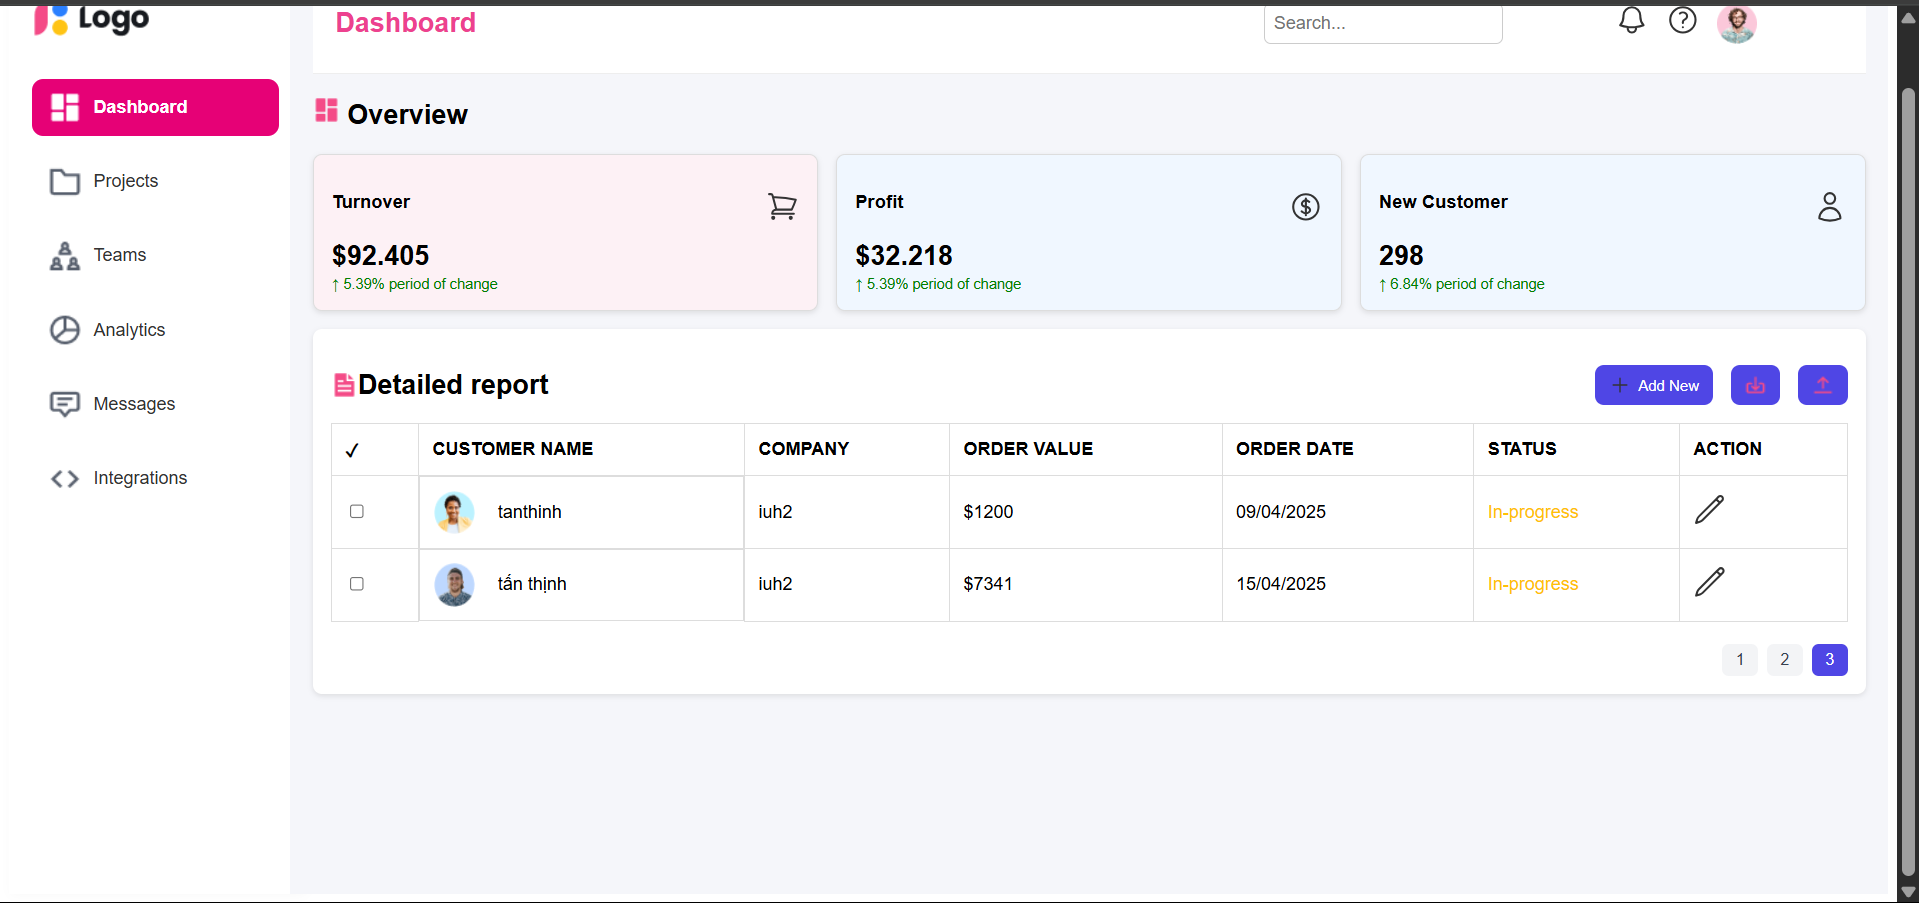 Logo
Dashboard
Search...
Dashboard
Projects
Teams
Analytics
Messages
Integrations
Overview
Turnover
$92.405
↑ 5.39% period of change
Profit
$32.218
↑ 5.39% period of change
New Customer
298
↑ 6.84% period of change
Detailed report
Add New
✓ CUSTOMER NAME COMPANY ORDER VALUE ORDER DATE STATUS ACTION
tanthinh iuh2 $1200 09/04/2025 In-progress
tấn thịnh iuh2 $7341 15/04/2025 In-progress
1 2 3